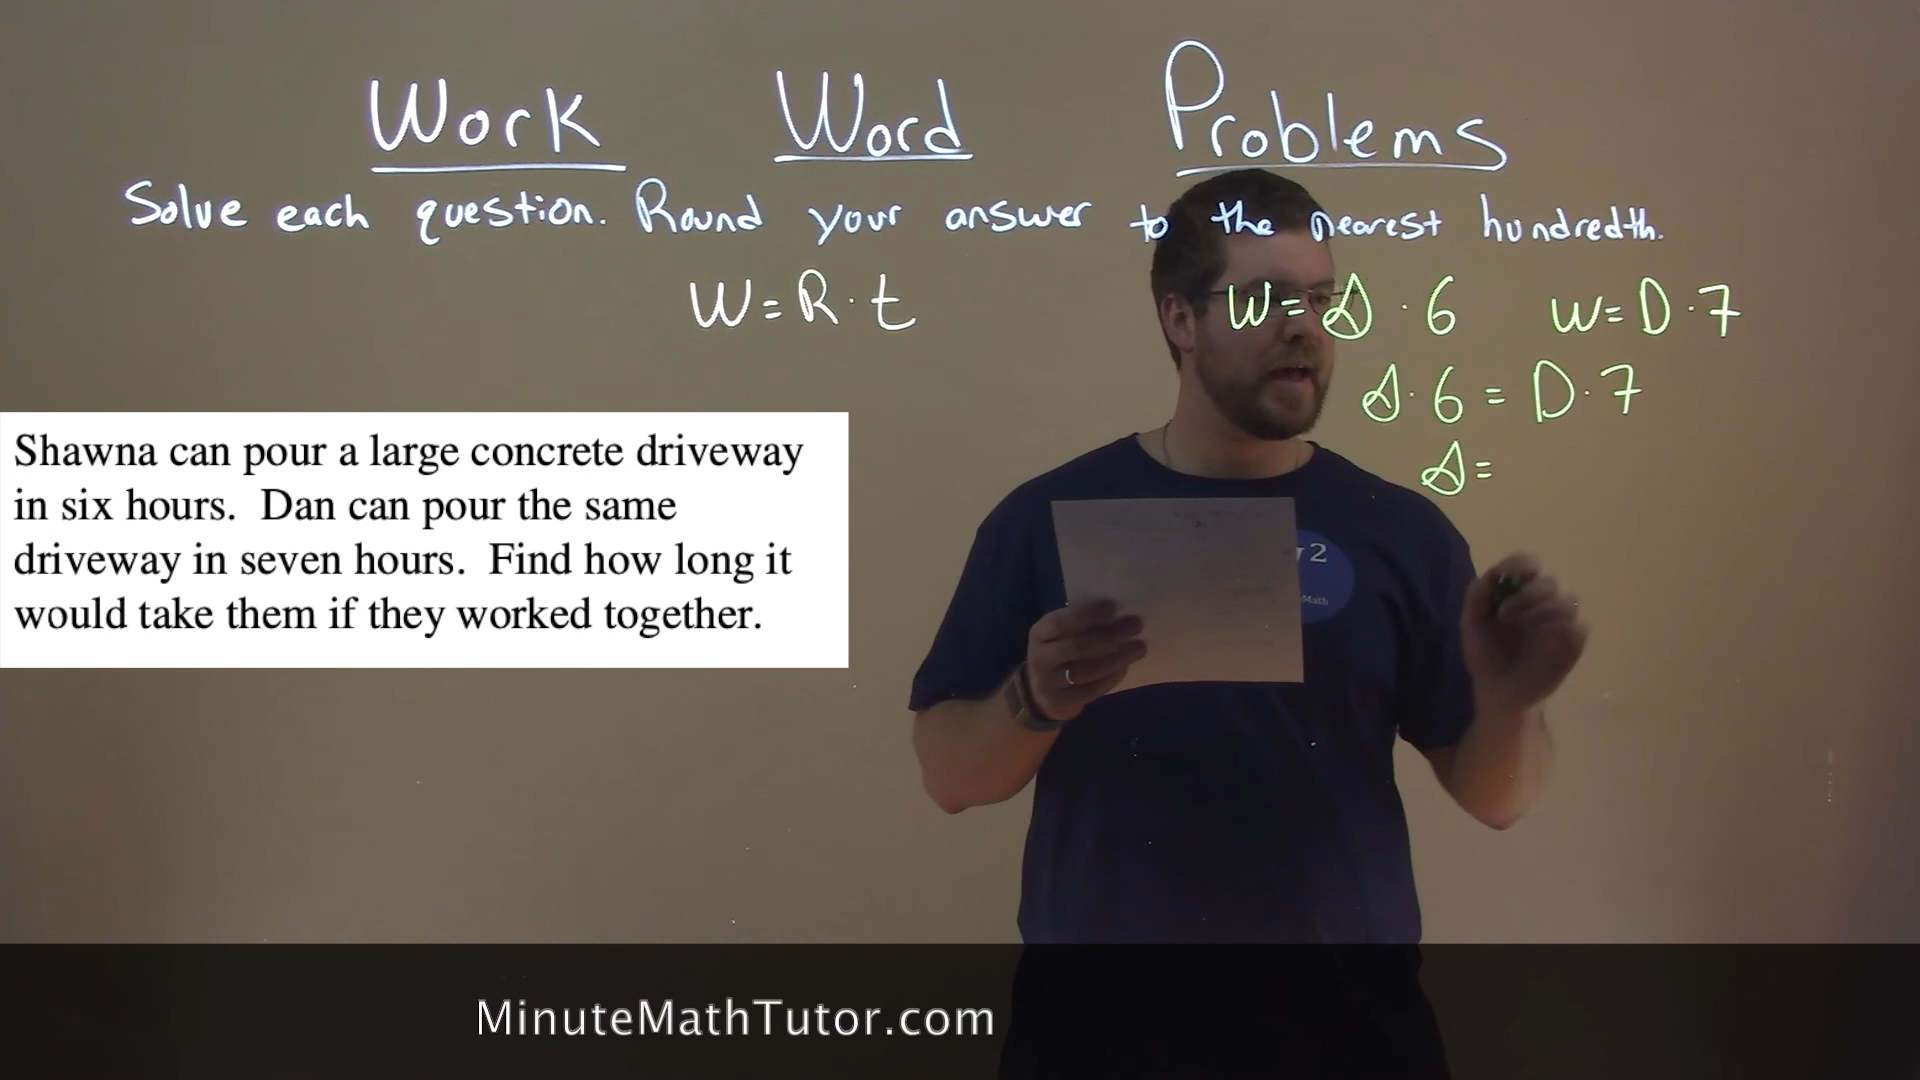 Work Word Problems
Solve each question. Round your answer to the nearest hundredth.
W = R · t
W = S · 6
W = D · 7
S · 6 = D · 7
S =
Shawna can pour a large concrete driveway
in six hours. Dan can pour the same
driveway in seven hours. Find how long it
would take them if they worked together.
2
Math
MinuteMathTutor.com